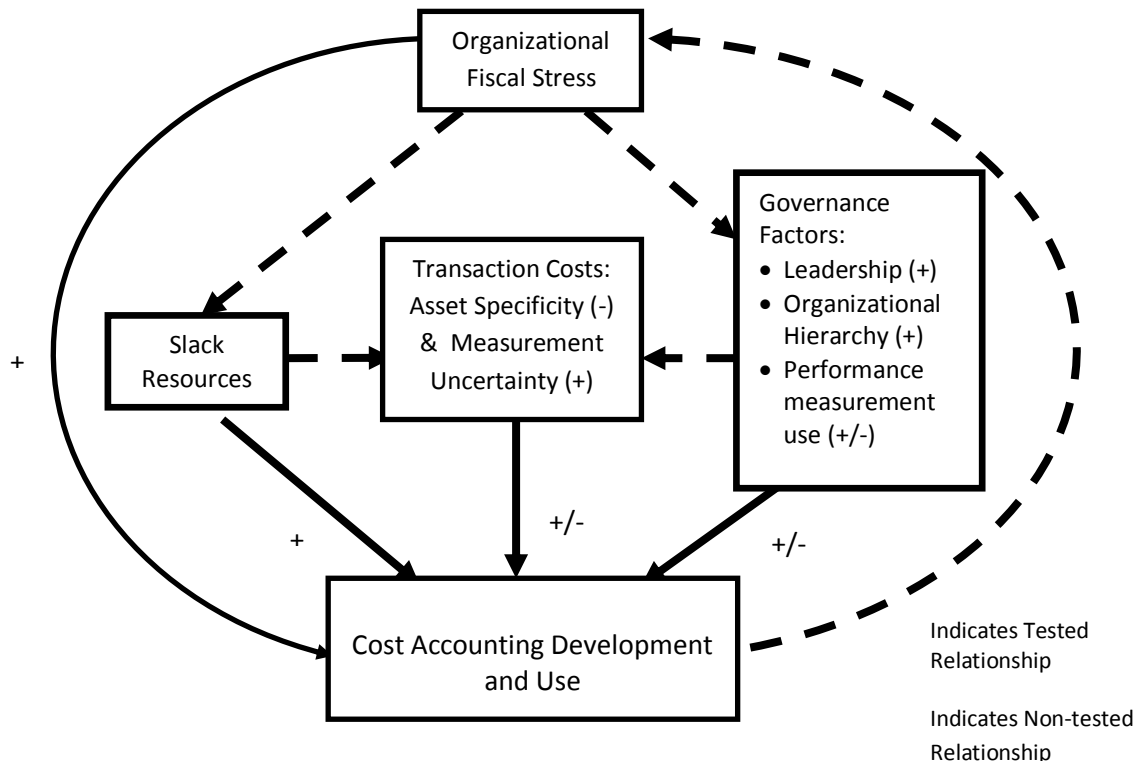 Organizational
Fiscal Stress
Governance
Factors:
• Leadership (+)
• Organizational
Hierarchy (+)
• Performance
measurement
use (+/-)
Transaction Costs:
Asset Specificity (-)
& Measurement
Uncertainty (+)
Slack
Resources
+
+
+/-
+/-
Cost Accounting Development
and Use
Indicates Tested
Relationship
Indicates Non-tested
Relationship